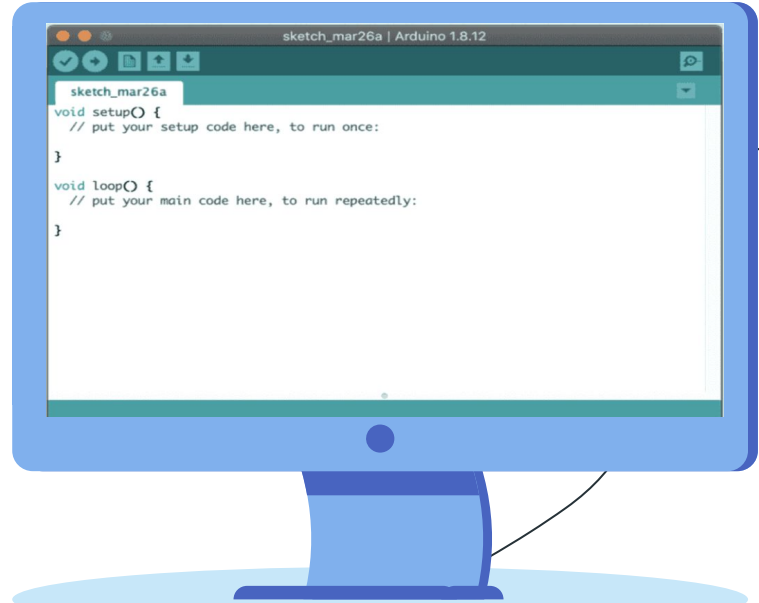 sketch_mar26a | Arduino 1.8.12
sketch_mar26a
void setup() {
  // put your setup code here, to run once:
}
void loop() {
  // put your main code here, to run repeatedly:
}